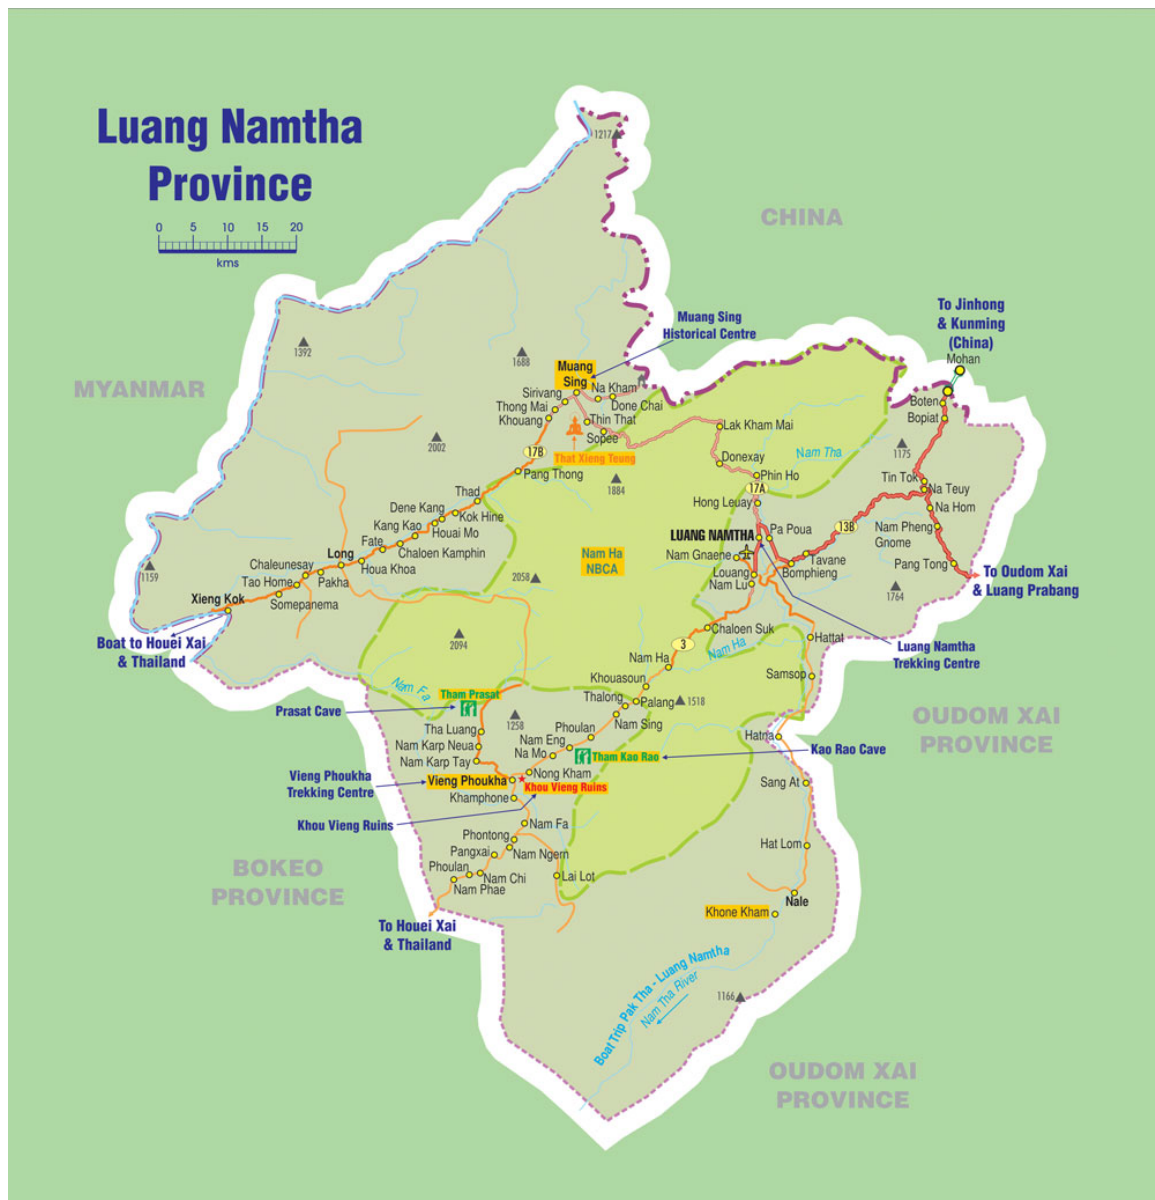 Luang Namtha
Province
0 5 10 15 20
kms
1217
CHINA
To Jinhong
& Kunming
(China)
Mohan
Muang Sing
Historical Centre
1392
1688
MYANMAR
Muang
Sing
Sirivang
Na Kham
Thong Mai
Done Chai
Khouang
Thin That
Sopee
Boten
Bopiat
Lak Kham Mai
2002
17B
That Xieng Teung
Nam Tha
1175
Donexay
Pang Thong
1884
Phin Ho
Tin Tok
Na Teuy
17A
Thad
Hong Leuay
Dene Kang
Kok Hine
Na Hom
Kang Kao
Houai Mo
LUANG NAMTHA
Pa Poua
13B
Nam Pheng
Gnome
Fate
Chaloen Kamphin
Long
Houa Khoa
Nam Ha
NBCA
Nam Gnaene
Tavane
Bomphieng
Pang Tong
Chaleunesay
1159
Tao Home
Pakha
2058
Louang
Nam Lu
To Oudom Xai
& Luang Prabang
1764
Xieng Kok
Somepanema
Boat to Houei Xai
& Thailand
2094
Chaloen Suk
Hattat
3
Nam Ha
Luang Namtha
Trekking Centre
Nam Ha
Khouasoun
Samsop
Nam Fa
Tham Prasat
Thalong
Palang
1518
Prasat Cave
1258
Nam Sing
OUDOM XAI
PROVINCE
Tha Luang
Phoulan
Hatna
Nam Karp Neua
Nam Eng
Na Mo
Tham Kao Rao
Kao Rao Cave
Nam Karp Tay
Vieng Phoukha
Trekking Centre
Vieng Phoukha
Nong Kham
Khou Vieng Ruins
Sang At
Khamphone
Khou Vieng Ruins
Nam Fa
Phontong
Hat Lom
Pangxai
Nam Ngern
BOKEO
PROVINCE
Phoulan
Nam Chi
Lai Lot
Nam Phae
Nale
Khone Kham
To Houei Xai
& Thailand
Boat Trip Pak Tha - Luang Namtha
Nam Tha River
1166
OUDOM XAI
PROVINCE